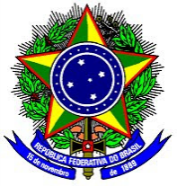 REPÚBLICA FEDERATIVA DO BRASIL
15 de novembro de 1889